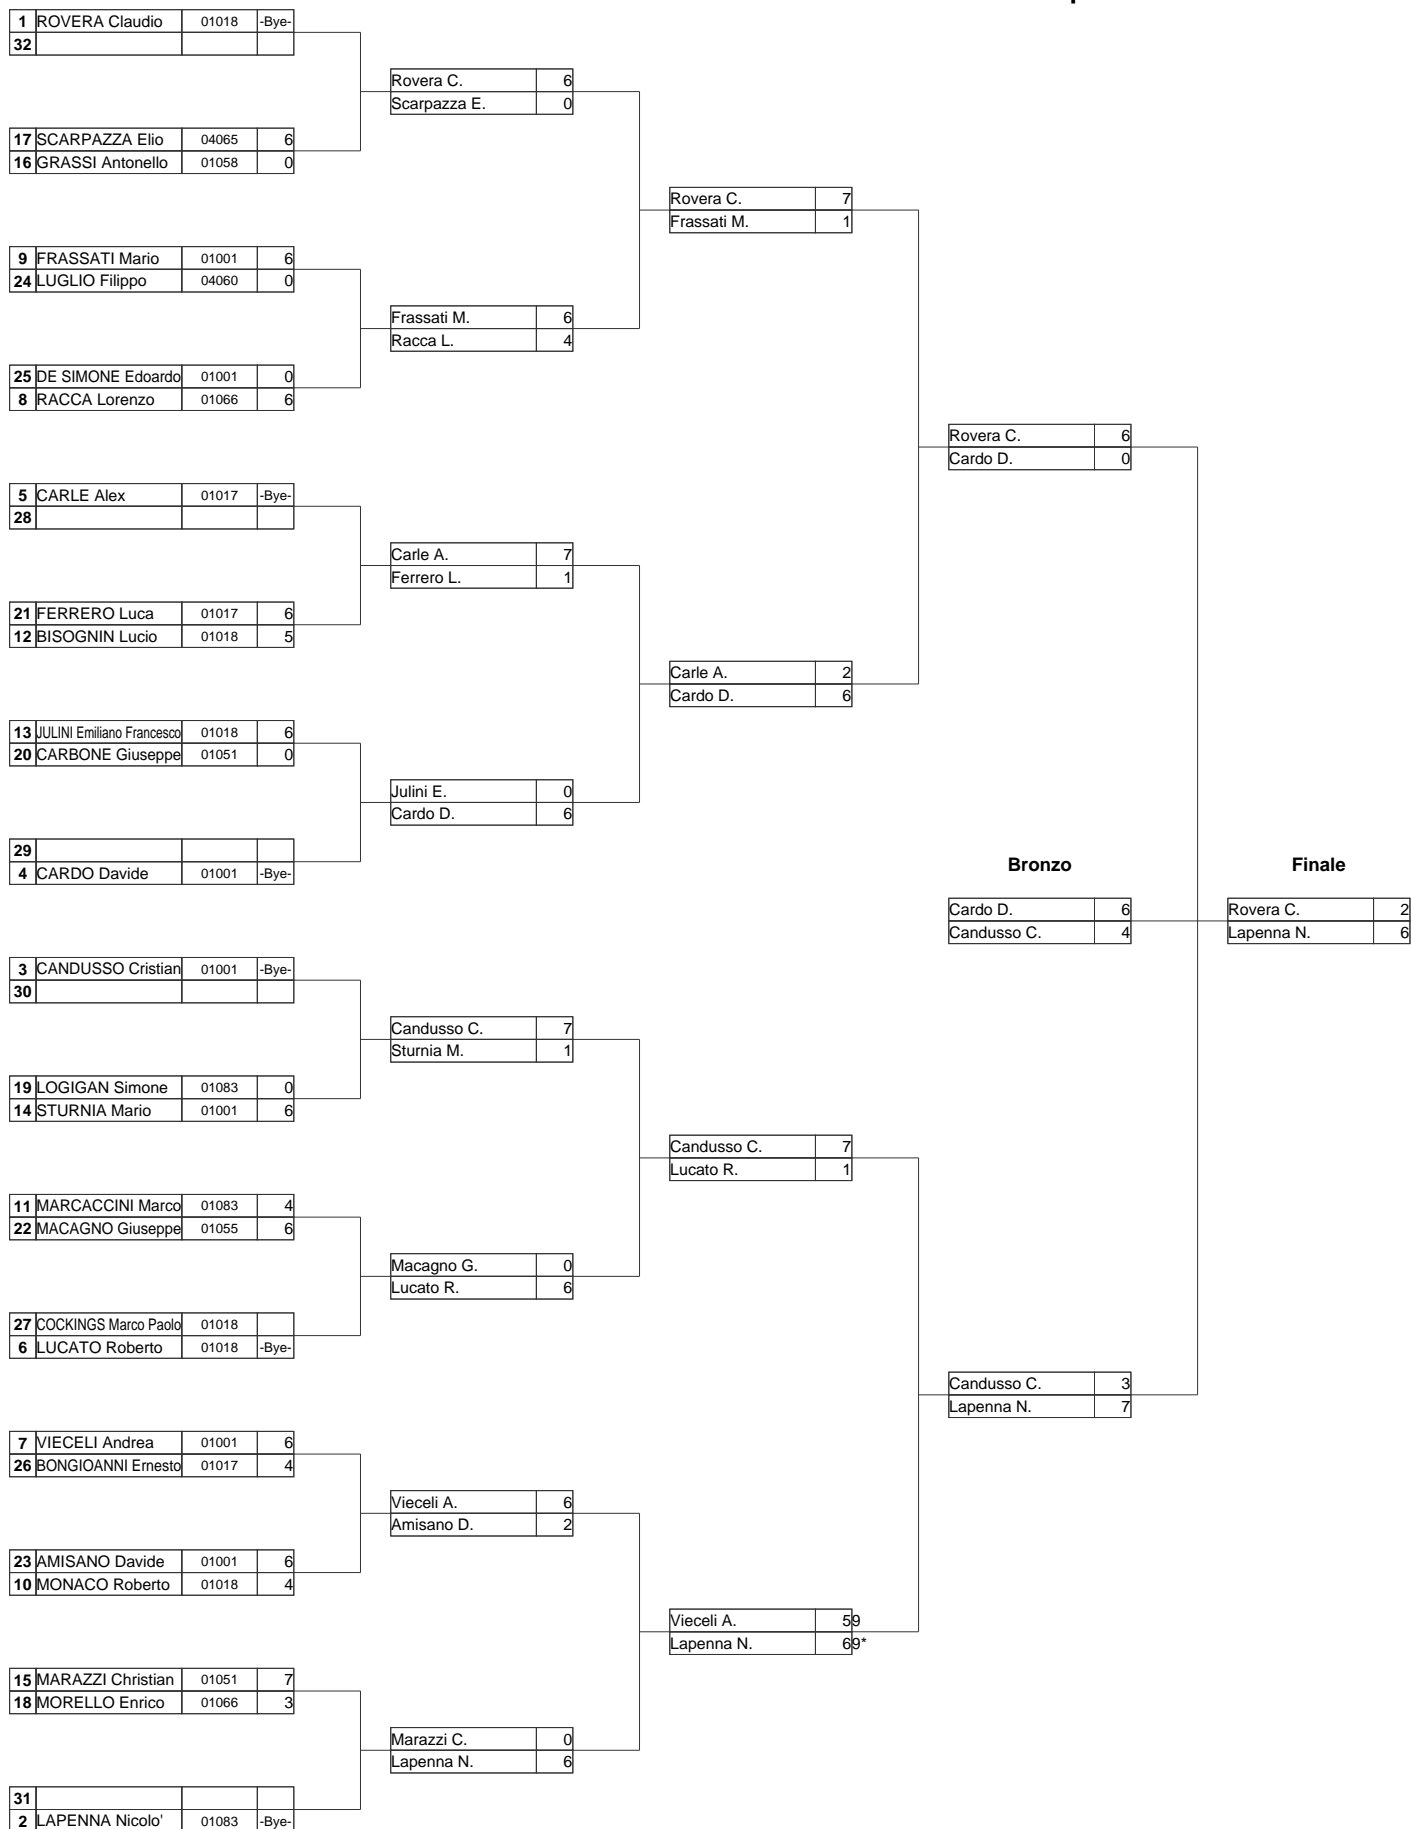 1 ROVERA Claudio 01018 -Bye-
32
17 SCARPAZZA Elio 04065 6
16 GRASSI Antonello 01058 0
9 FRASSATI Mario 01001 6
24 LUGLIO Filippo 04060 0
25 DE SIMONE Edoardo 01001 0
8 RACCA Lorenzo 01066 6
5 CARLE Alex 01017 -Bye-
28
21 FERRERO Luca 01017 6
12 BISOGNIN Lucio 01018 5
13 JULINI Emiliano Francesco 01018 6
20 CARBONE Giuseppe 01051 0
29
4 CARDO Davide 01001 -Bye-
3 CANDUSSO Cristian 01001 -Bye-
30
19 LOGIGAN Simone 01083 0
14 STURNIA Mario 01001 6
11 MARCACCINI Marco 01083 4
22 MACAGNO Giuseppe 01055 6
27 COCKINGS Marco Paolo 01018
6 LUCATO Roberto 01018 -Bye-
7 VIECELI Andrea 01001 6
26 BONGIOANNI Ernesto 01017 4
23 AMISANO Davide 01001 6
10 MONACO Roberto 01018 4
15 MARAZZI Christian 01051 7
18 MORELLO Enrico 01066 3
31
2 LAPENNA Nicolo' 01083 -Bye-
Rovera C. 6
Scarpazza E. 0
Frassati M. 6
Racca L. 4
Carle A. 7
Ferrero L. 1
Julini E. 0
Cardo D. 6
Candusso C. 7
Sturnia M. 1
Macagno G. 0
Lucato R. 6
Vieceli A. 6
Amisano D. 2
Marazzi C. 0
Lapenna N. 6
Rovera C. 7
Frassati M. 1
Carle A. 2
Cardo D. 6
Candusso C. 7
Lucato R. 1
Vieceli A. 59
Lapenna N. 69*
Rovera C. 6
Cardo D. 0
Candusso C. 3
Lapenna N. 7
Bronzo
Cardo D. 6
Candusso C. 4
Finale
Rovera C. 2
Lapenna N. 6